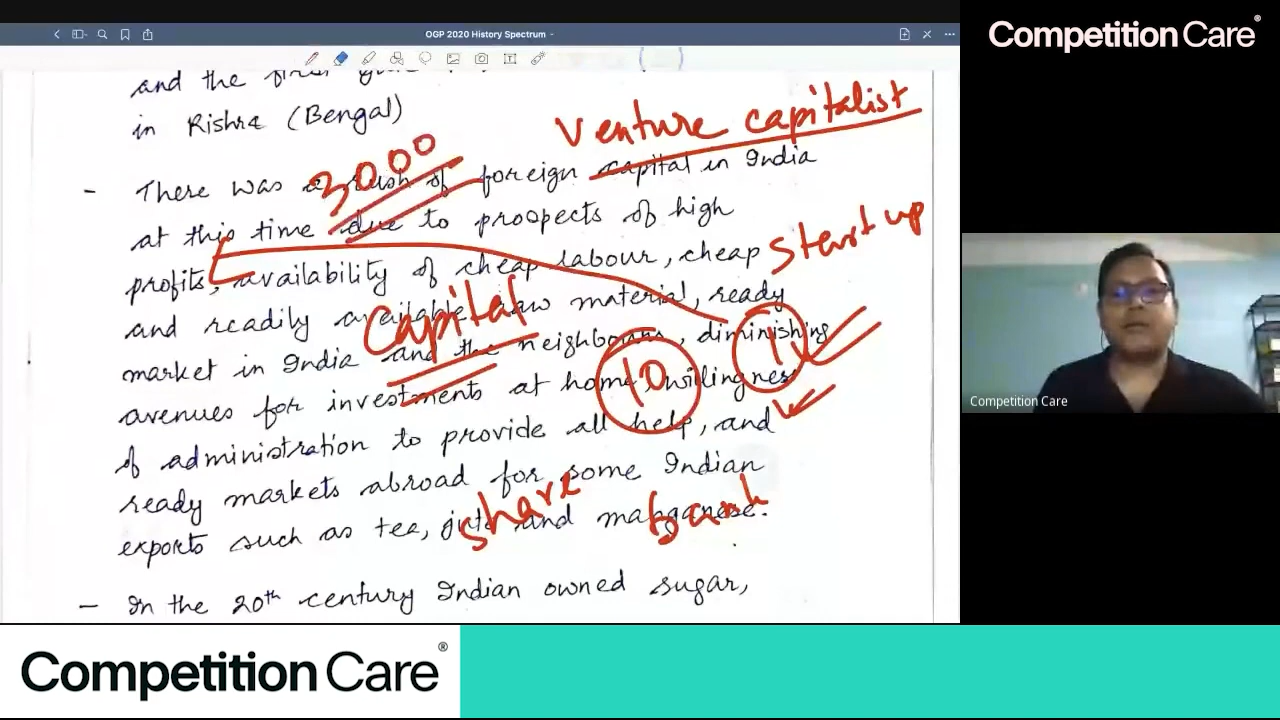 Competition Care®
OGP 2020 History Spectrum
and the first
in Rishra (Bengal)
venture capitalist
3000
- There was a rush of foreign capital in India
at this time due to prospects of high
start up
profits, availability of cheap labour, cheap
and readily available raw material, ready
capital
market in India and the neighbours, diminishing
10
1
avenues for investments at home willingness
of administration to provide all help, and
ready markets abroad for some Indian
share
bank
exports such as tea, jute and manganese.
- In the 20th century Indian owned sugar,
Competition Care
Competition Care®